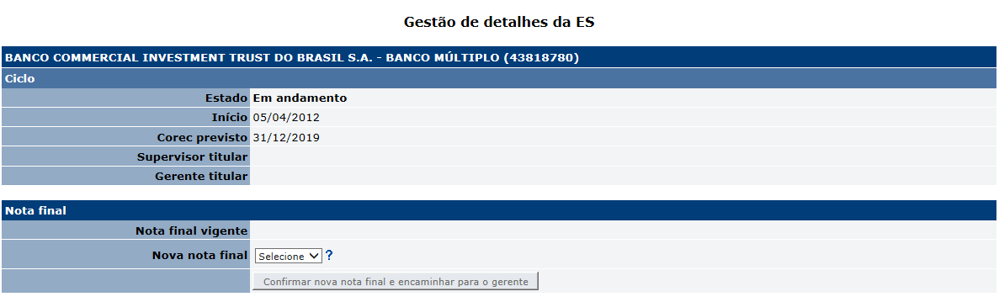 Gestão de detalhes da ES
BANCO COMMERCIAL INVESTMENT TRUST DO BRASIL S.A. - BANCO MÚLTIPLO (43818780)
Ciclo
Estado Em andamento
Início 05/04/2012
Corec previsto 31/12/2019
Supervisor titular
Gerente titular
Nota final
Nota final vigente
Nova nota final Selecione ?
Confirmar nova nota final e encaminhar para o gerente